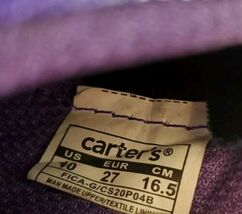 carter's®
US EUR CM
10 27 16.5
FICA-G/CS20P04B
MAN MADE UPPER/TEXTILE LINING